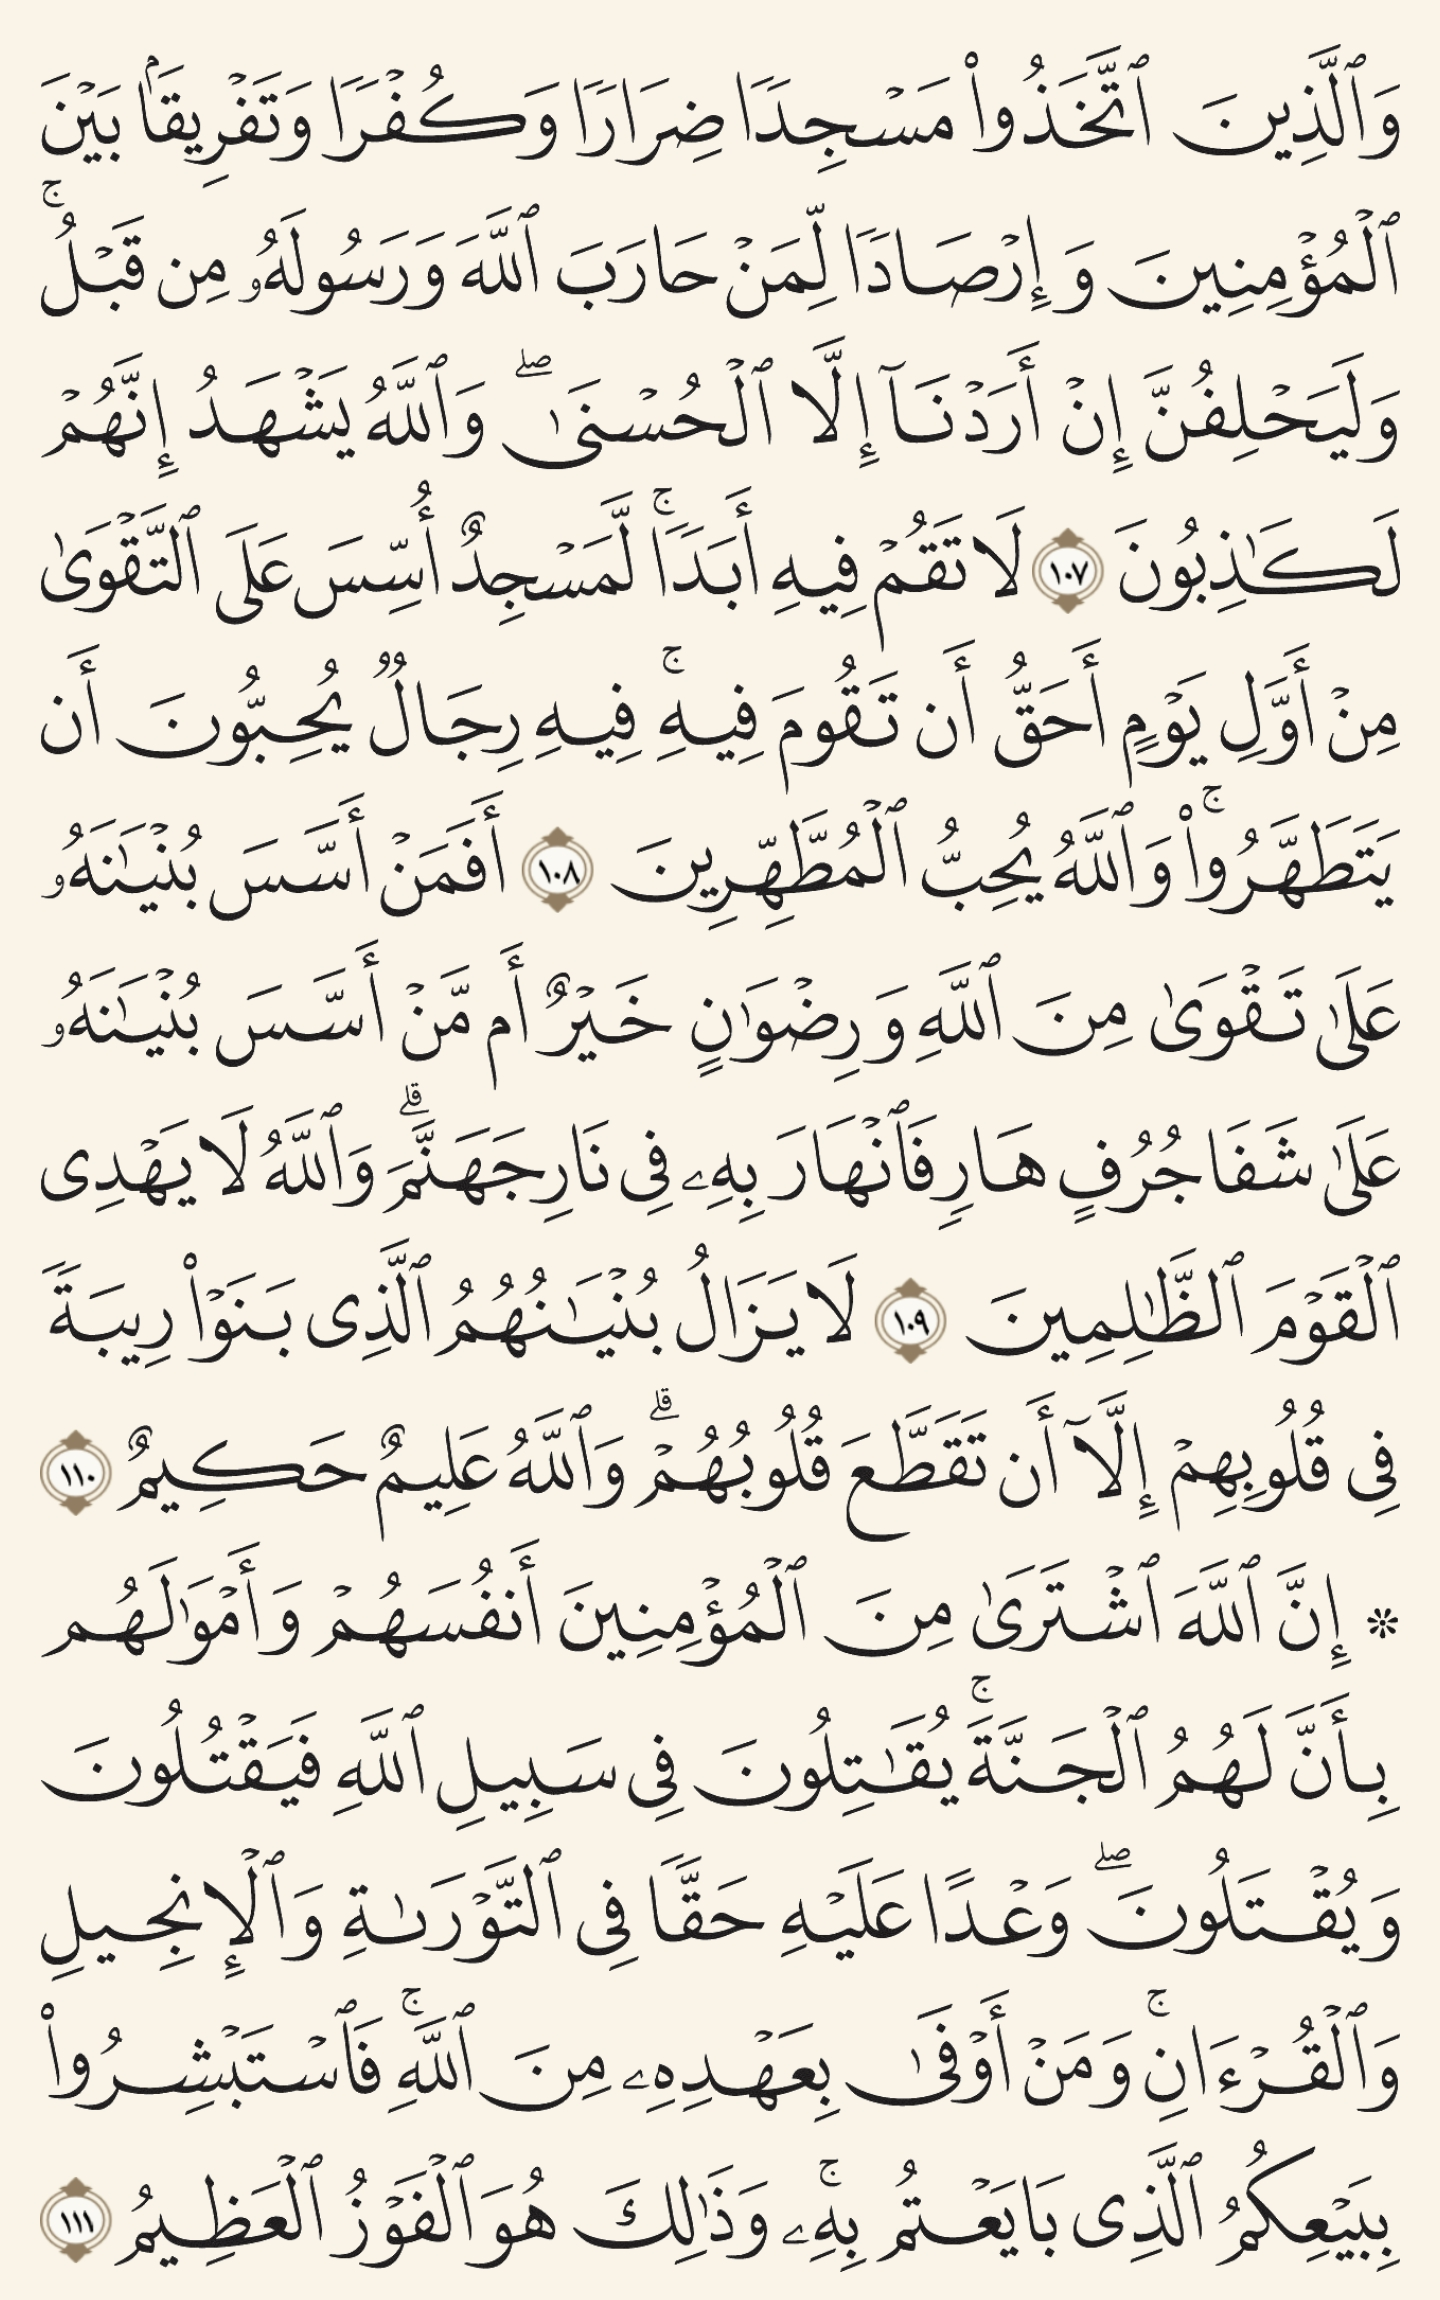 وَٱلَّذِينَ ٱتَّخَذُواْ مَسۡجِدٗا ضِرَارٗا وَكُفۡرٗا وَتَفۡرِيقَۢا بَيۡنَ
ٱلۡمُؤۡمِنِينَ وَإِرۡصَادٗا لِّمَنۡ حَارَبَ ٱللَّهَ وَرَسُولَهُۥ مِن قَبۡلُۚ
وَلَيَحۡلِفُنَّ إِنۡ أَرَدۡنَآ إِلَّا ٱلۡحُسۡنَىٰۖ وَٱللَّهُ يَشۡهَدُ إِنَّهُمۡ
لَكَٰذِبُونَ ١٠٧ لَا تَقُمۡ فِيهِ أَبَدٗاۚ لَّمَسۡجِدٌ أُسِّسَ عَلَى ٱلتَّقۡوَىٰ
مِنۡ أَوَّلِ يَوۡمٍ أَحَقُّ أَن تَقُومَ فِيهِۚ فِيهِ رِجَالٞ يُحِبُّونَ أَن
يَتَطَهَّرُواْۚ وَٱللَّهُ يُحِبُّ ٱلۡمُطَّهِّرِينَ ١٠٨ أَفَمَنۡ أَسَّسَ بُنۡيَٰنَهُۥ
عَلَىٰ تَقۡوَىٰ مِنَ ٱللَّهِ وَرِضۡوَٰنٍ خَيۡرٌ أَم مَّنۡ أَسَّسَ بُنۡيَٰنَهُۥ
عَلَىٰ شَفَا جُرُفٍ هَارٖ فَٱنۡهَارَ بِهِۦ فِي نَارِ جَهَنَّمَۗ وَٱللَّهُ لَا يَهۡدِي
ٱلۡقَوۡمَ ٱلظَّٰلِمِينَ ١٠٩ لَا يَزَالُ بُنۡيَٰنُهُمُ ٱلَّذِي بَنَوۡاْ رِيبَةٗ
فِي قُلُوبِهِمۡ إِلَّآ أَن تَقَطَّعَ قُلُوبُهُمۡۗ وَٱللَّهُ عَلِيمٌ حَكِيمٌ ١١٠
۞ إِنَّ ٱللَّهَ ٱشۡتَرَىٰ مِنَ ٱلۡمُؤۡمِنِينَ أَنفُسَهُمۡ وَأَمۡوَٰلَهُم
بِأَنَّ لَهُمُ ٱلۡجَنَّةَۚ يُقَٰتِلُونَ فِي سَبِيلِ ٱللَّهِ فَيَقۡتُلُونَ
وَيُقۡتَلُونَۖ وَعۡدًا عَلَيۡهِ حَقّٗا فِي ٱلتَّوۡرَىٰةِ وَٱلۡإِنجِيلِ
وَٱلۡقُرۡءَانِۚ وَمَنۡ أَوۡفَىٰ بِعَهۡدِهِۦ مِنَ ٱللَّهِۚ فَٱسۡتَبۡشِرُواْ
بِبَيۡعِكُمُ ٱلَّذِي بَايَعۡتُم بِهِۦۚ وَذَٰلِكَ هُوَ ٱلۡفَوۡزُ ٱلۡعَظِيمُ ١١١